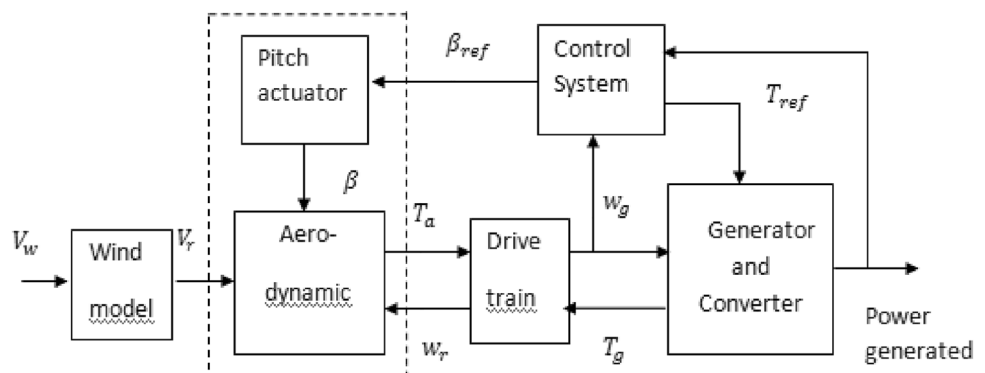 Pitch
actuator
β_ref
Control
System
T_ref
β
w_g
T_a
V_w
Wind
model
V_r
Aero-
dynamic
Drive
train
Generator
and
Converter
w_r
T_g
Power
generated